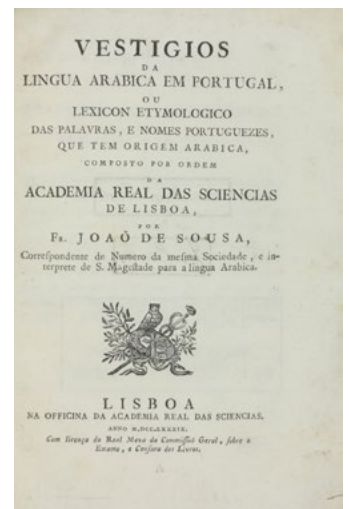 VESTIGIOS
DA
LINGUA ARABICA EM PORTUGAL,
OU
LEXICON ETYMOLOGICO
DAS PALAVRAS, E NOMES PORTUGUEZES,
QUE TEM ORIGEM ARABICA,
COMPOSTO POR ORDEM
DA
ACADEMIA REAL DAS SCIENCIAS
DE LISBOA,
POR
FR. JOAÕ DE SOUSA,
Correſpondente do Numero da meſma Sociedade, e in-
terprete de S. Mageſtade para a lingua Arabica.
LISBOA
NA OFFICINA DA ACADEMIA REAL DAS SCIENCIAS.
ANNO M.DCC.LXXXIX.
Com licença da Real Meza da Commiſſaõ Geral, ſobre o
Exame, e Cenſura dos Livros.